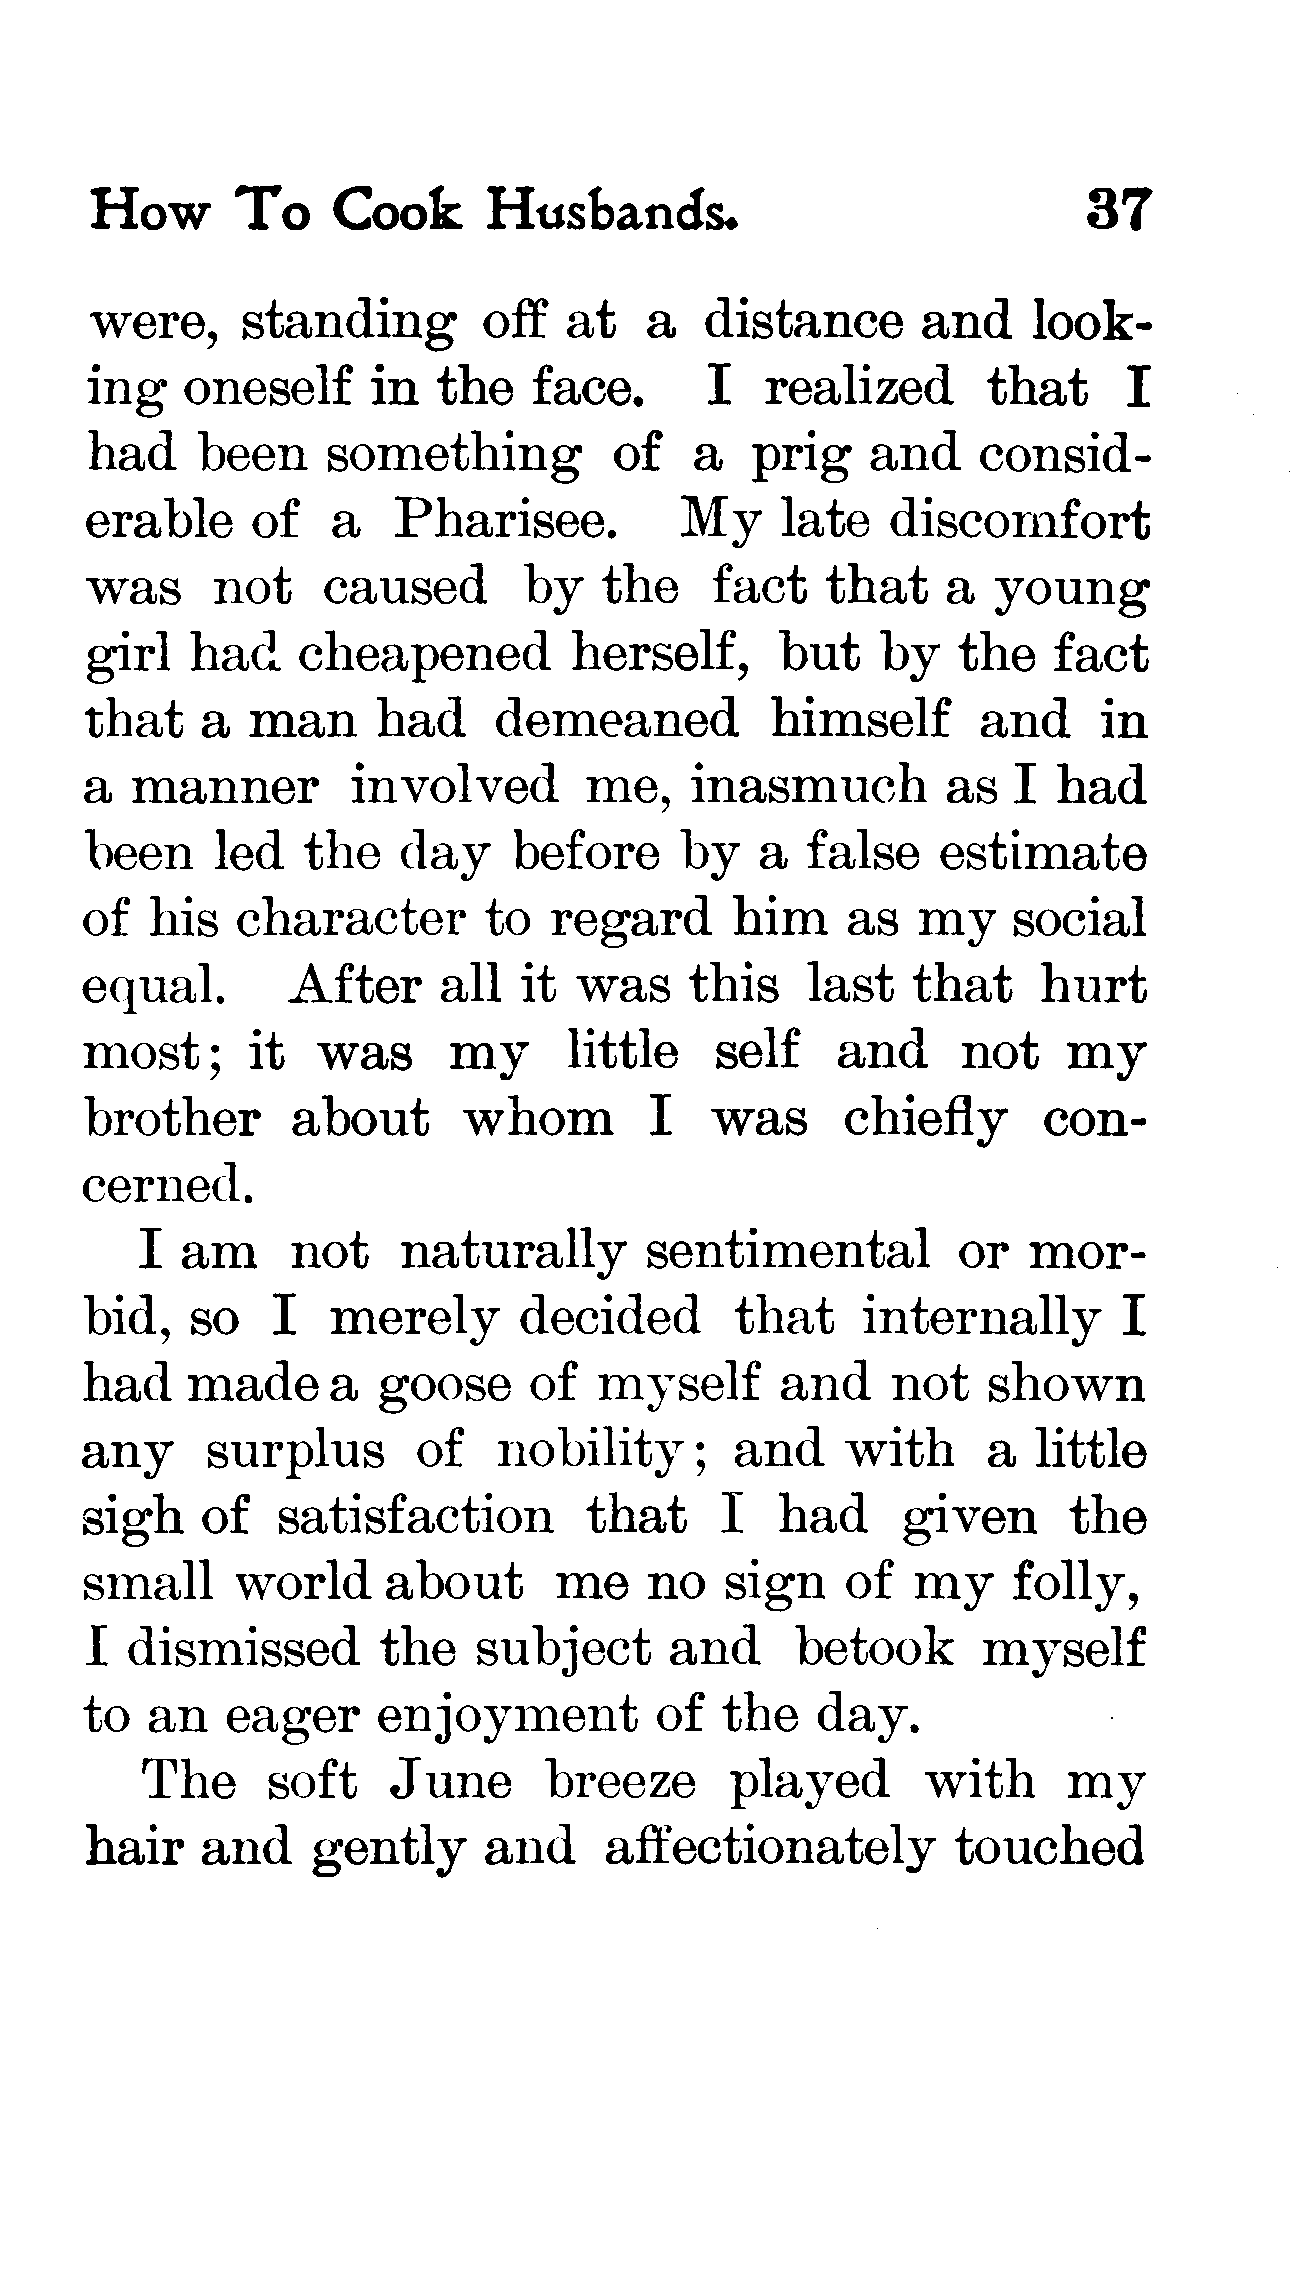 How To Cook Husbands. 37
were, standing off at a distance and look-
ing oneself in the face. I realized that I
had been something of a prig and consid-
erable of a Pharisee. My late discomfort
was not caused by the fact that a young
girl had cheapened herself, but by the fact
that a man had demeaned himself and in
a manner involved me, inasmuch as I had
been led the day before by a false estimate
of his character to regard him as my social
equal. After all it was this last that hurt
most; it was my little self and not my
brother about whom I was chiefly con-
cerned.
I am not naturally sentimental or mor-
bid, so I merely decided that internally I
had made a goose of myself and not shown
any surplus of nobility; and with a little
sigh of satisfaction that I had given the
small world about me no sign of my folly,
I dismissed the subject and betook myself
to an eager enjoyment of the day.
The soft June breeze played with my
hair and gently and affectionately touched